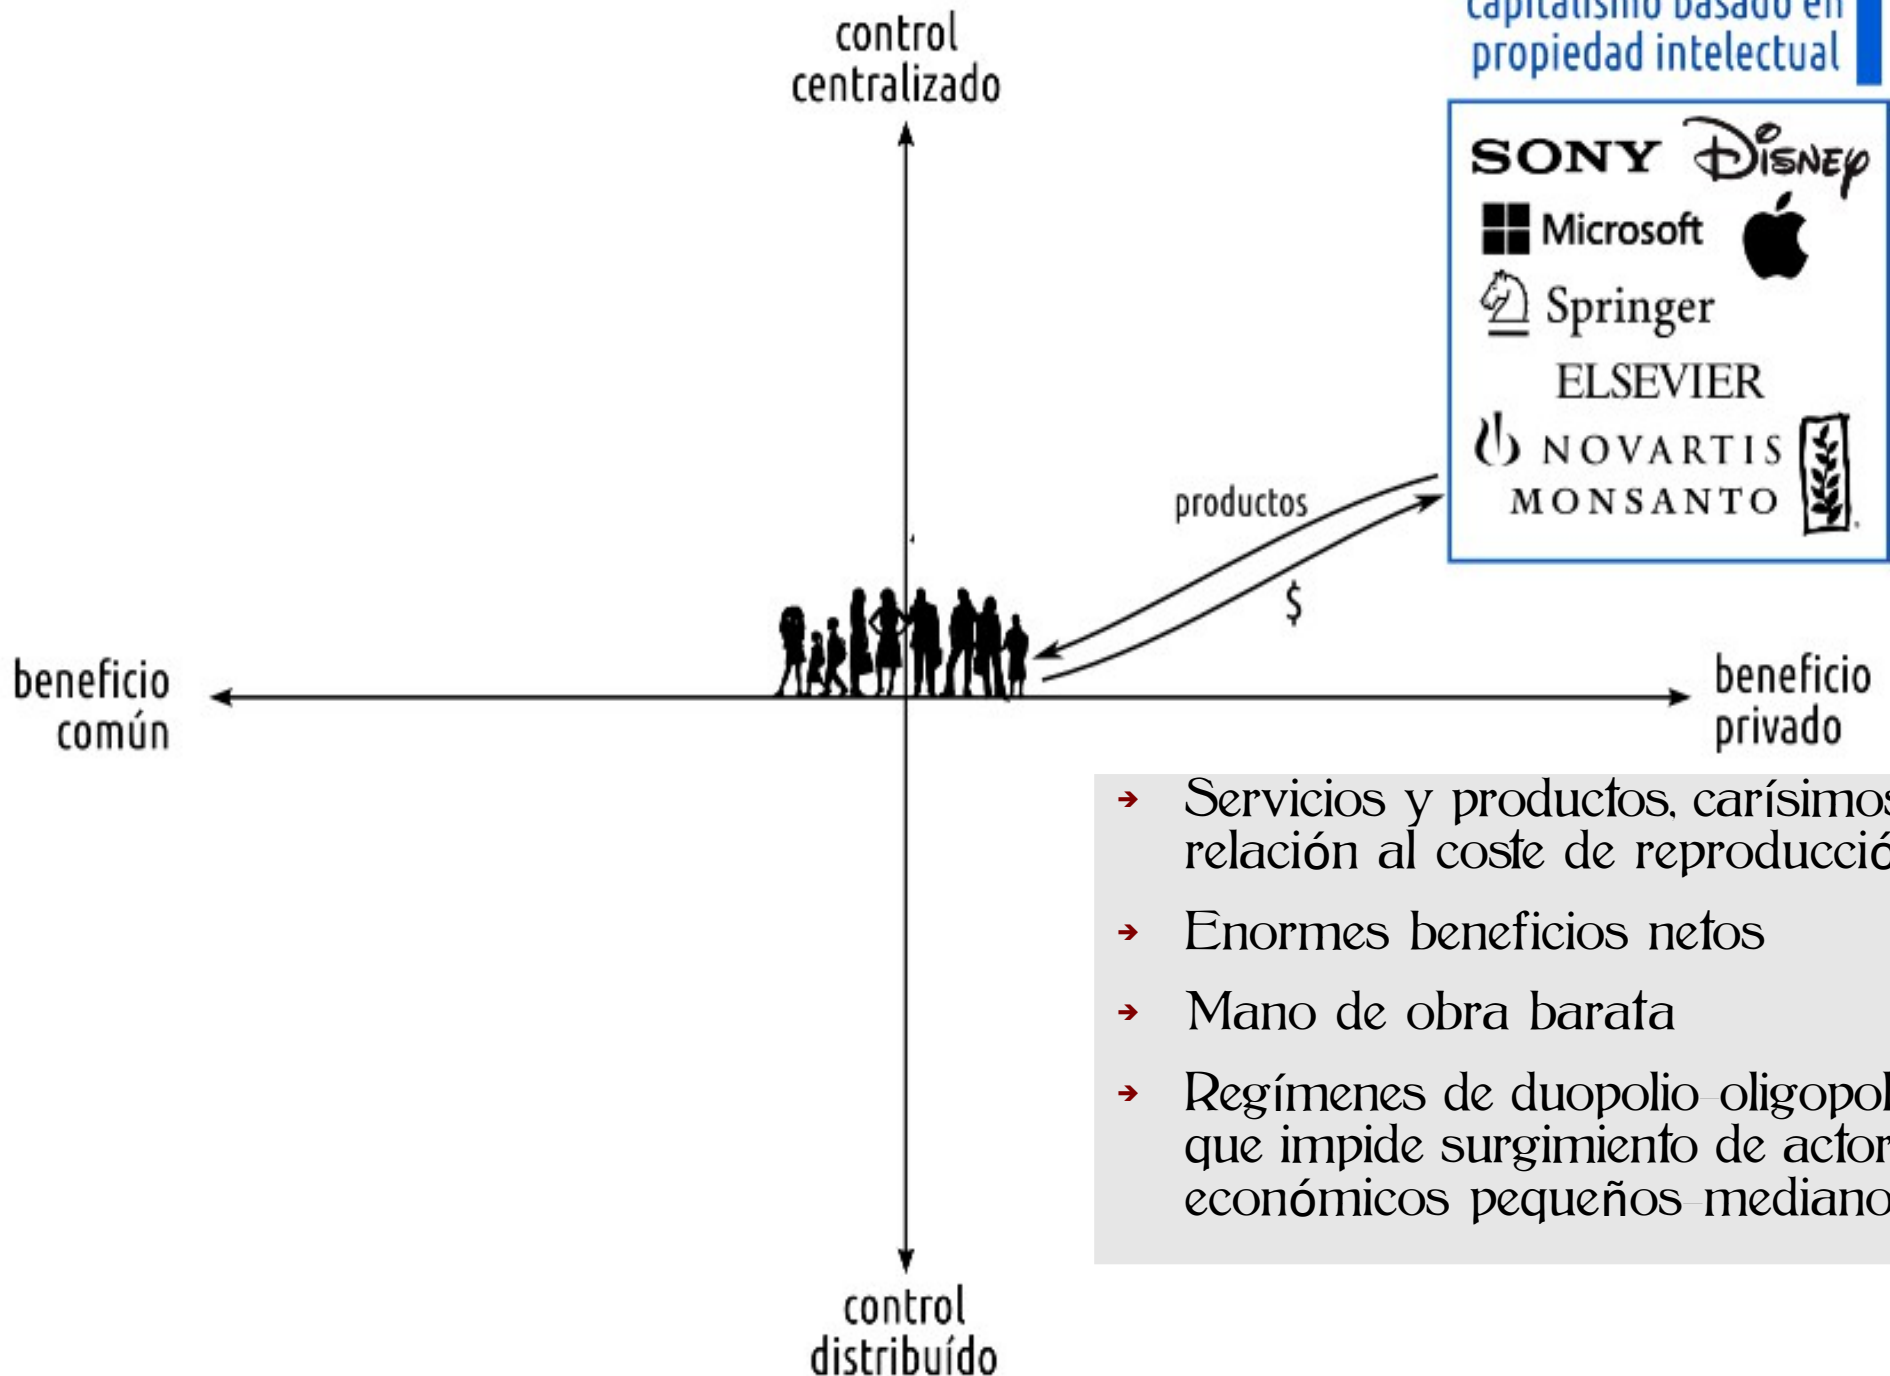 control
centralizado
capitalismo basado en
propiedad intelectual
SONY DISNEY
Microsoft
Springer
ELSEVIER
NOVARTIS
MONSANTO
productos
$
beneficio
común
beneficio
privado
→ Servicios y productos, carísimos
relación al coste de reproducció
→ Enormes beneficios netos
→ Mano de obra barata
→ Regímenes de duopolio-oligopol
que impide surgimiento de actor
económicos pequeños-mediano
control
distribuído